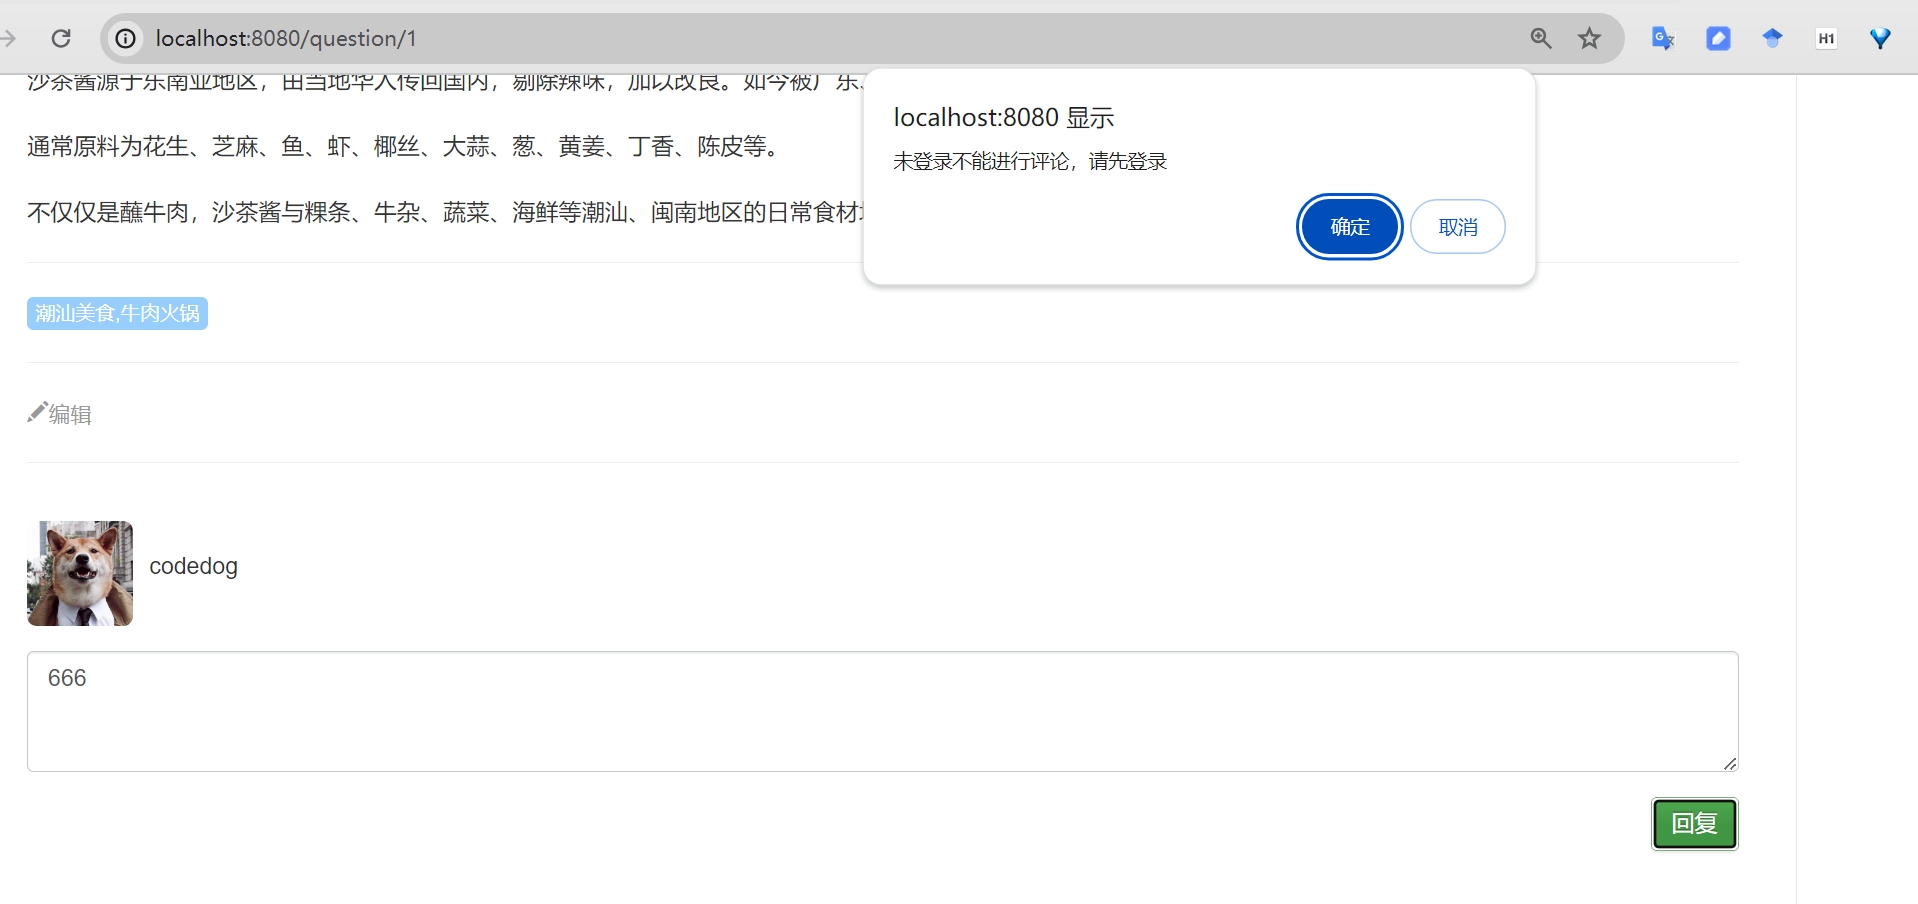 localhost:8080/question/1
H1
沙茶酱源于东南亚地区，由当地华人传回国内，剔除辣味，加以改良。如今被广东
localhost:8080 显示
未登录不能进行评论，请先登录
确定 取消
通常原料为花生、芝麻、鱼、虾、椰丝、大蒜、葱、黄姜、丁香、陈皮等。
不仅仅是蘸牛肉，沙茶酱与粿条、牛杂、蔬菜、海鲜等潮汕、闽南地区的日常食材
潮汕美食,牛肉火锅
编辑
codedog
666
回复